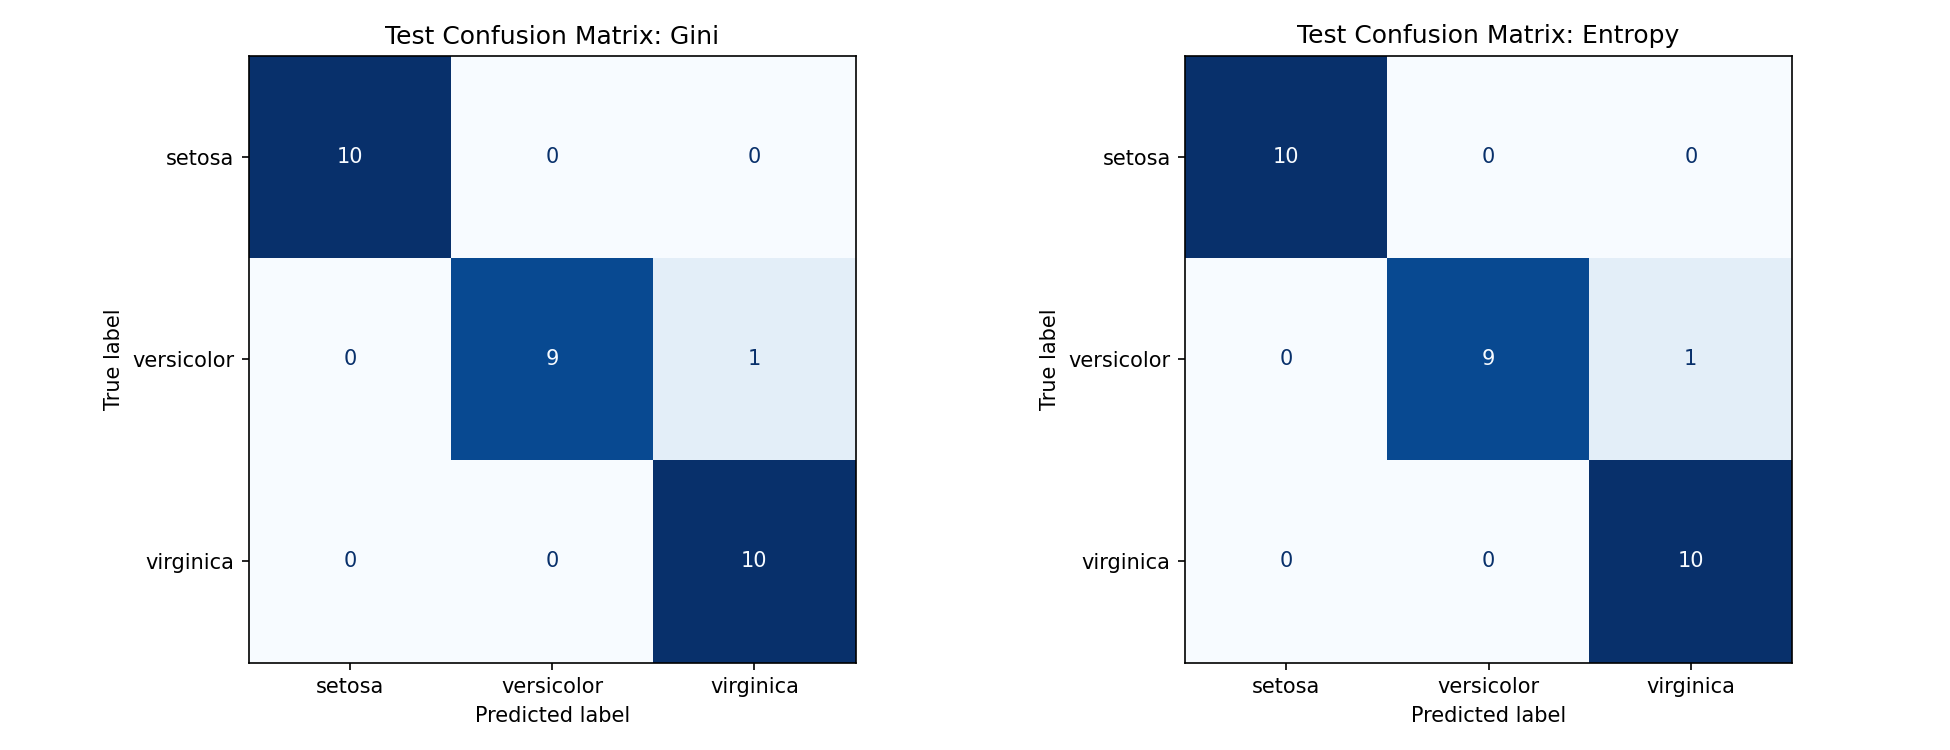 Test Confusion Matrix: Gini
True label
setosa
10 0 0
versicolor
0 9 1
virginica
0 0 10
setosa versicolor virginica
Predicted label
Test Confusion Matrix: Entropy
True label
setosa
10 0 0
versicolor
0 9 1
virginica
0 0 10
setosa versicolor virginica
Predicted label